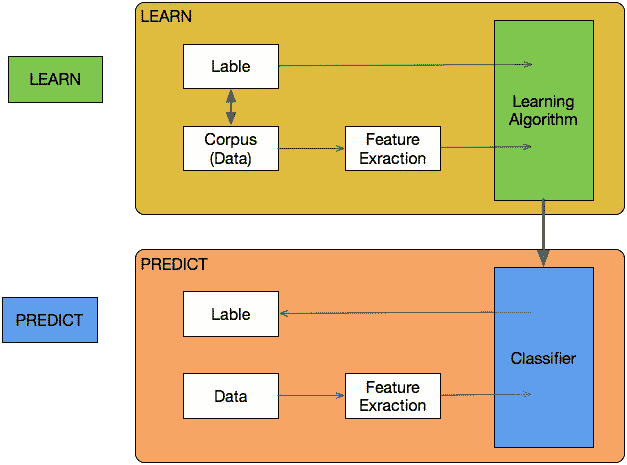 LEARN
LEARN
Lable
Corpus
(Data)
Feature
Exraction
Learning
Algorithm
PREDICT
PREDICT
Lable
Data
Feature
Exraction
Classifier